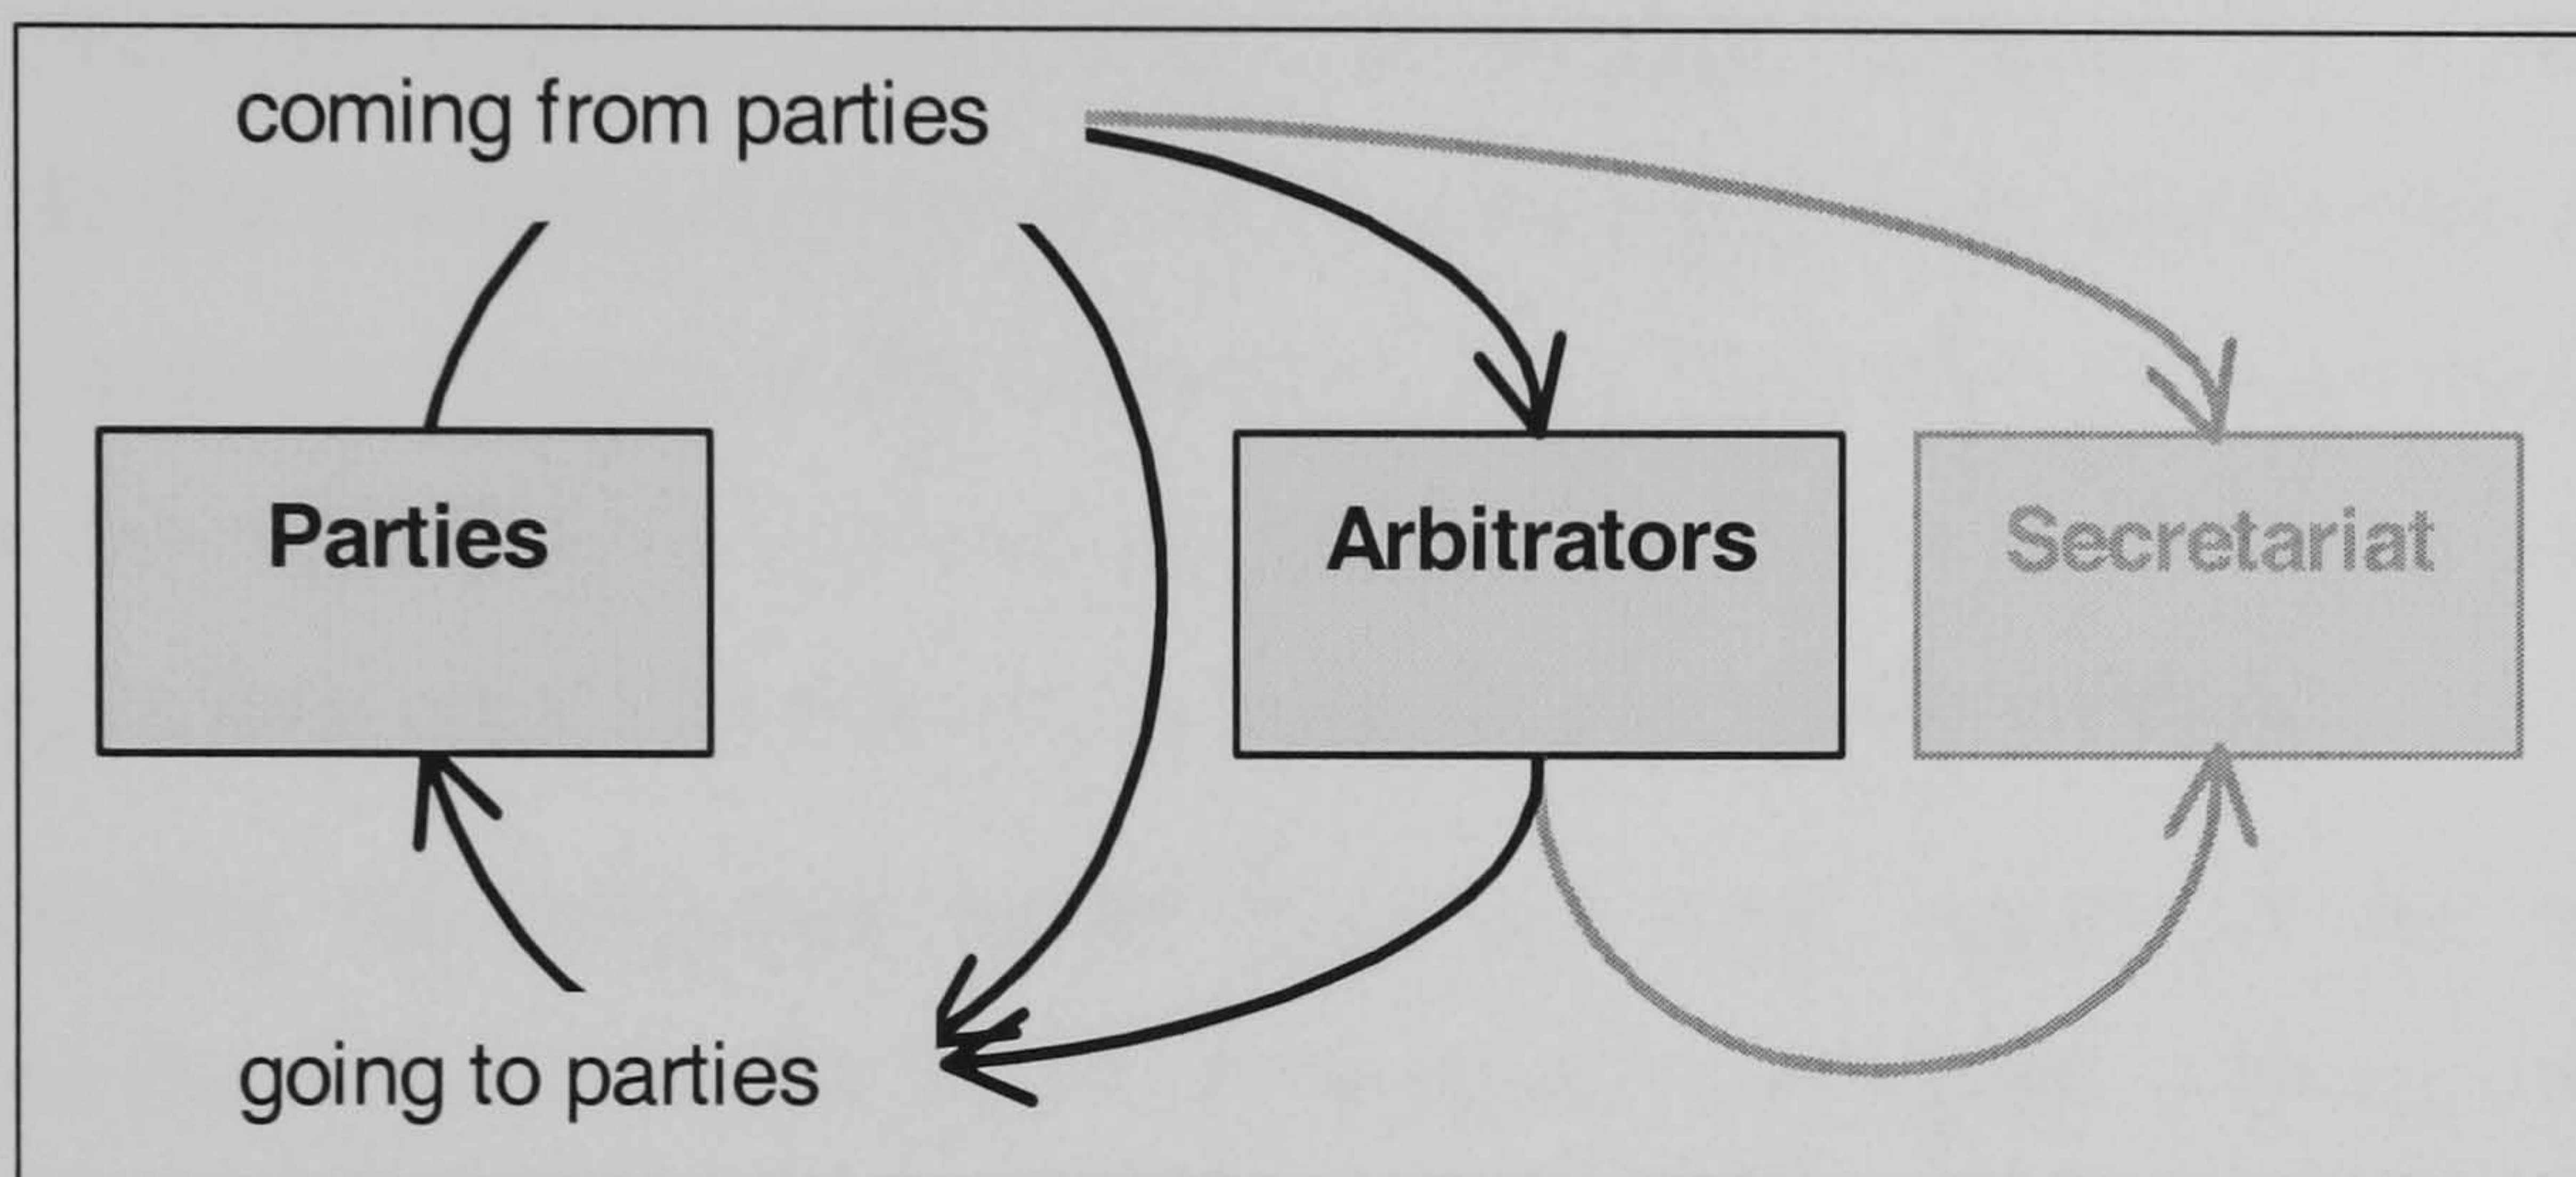 coming from parties
Parties
Arbitrators
Secretariat
going to parties